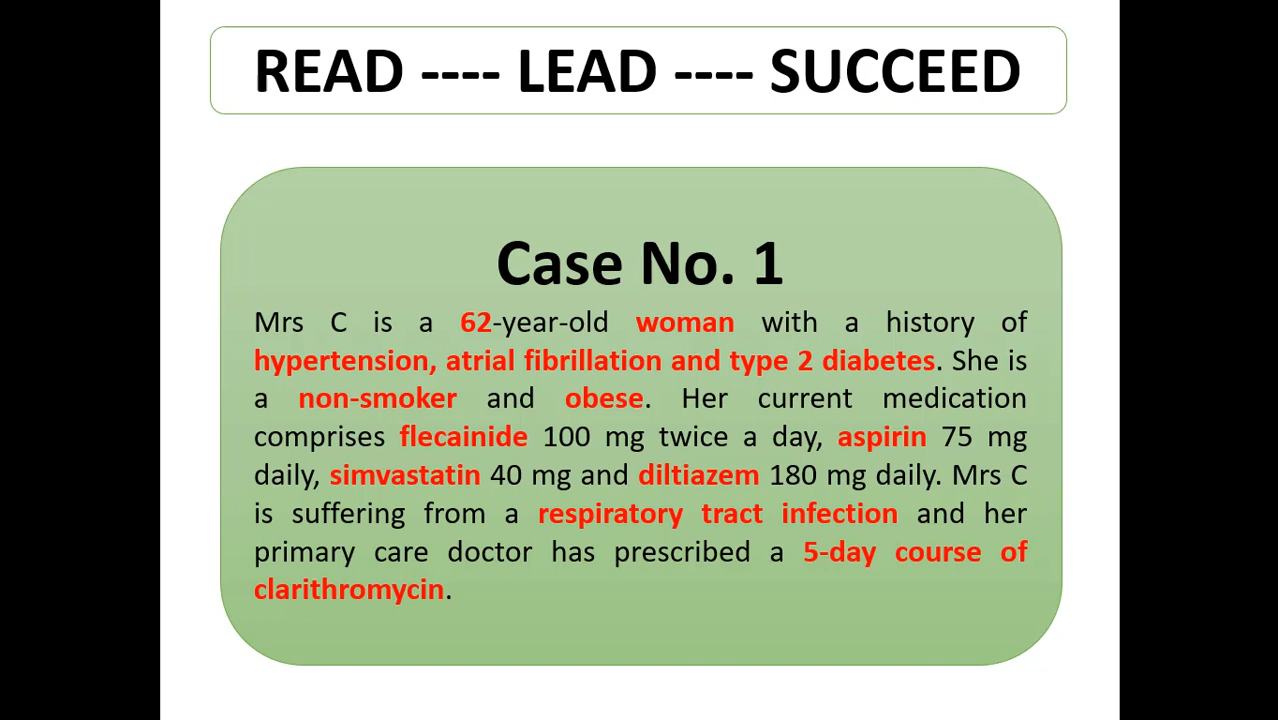 READ ---- LEAD ---- SUCCEED
Case No. 1
Mrs C is a 62-year-old woman with a history of
hypertension, atrial fibrillation and type 2 diabetes. She is
a non-smoker and obese. Her current medication
comprises flecainide 100 mg twice a day, aspirin 75 mg
daily, simvastatin 40 mg and diltiazem 180 mg daily. Mrs C
is suffering from a respiratory tract infection and her
primary care doctor has prescribed a 5-day course of
clarithromycin.